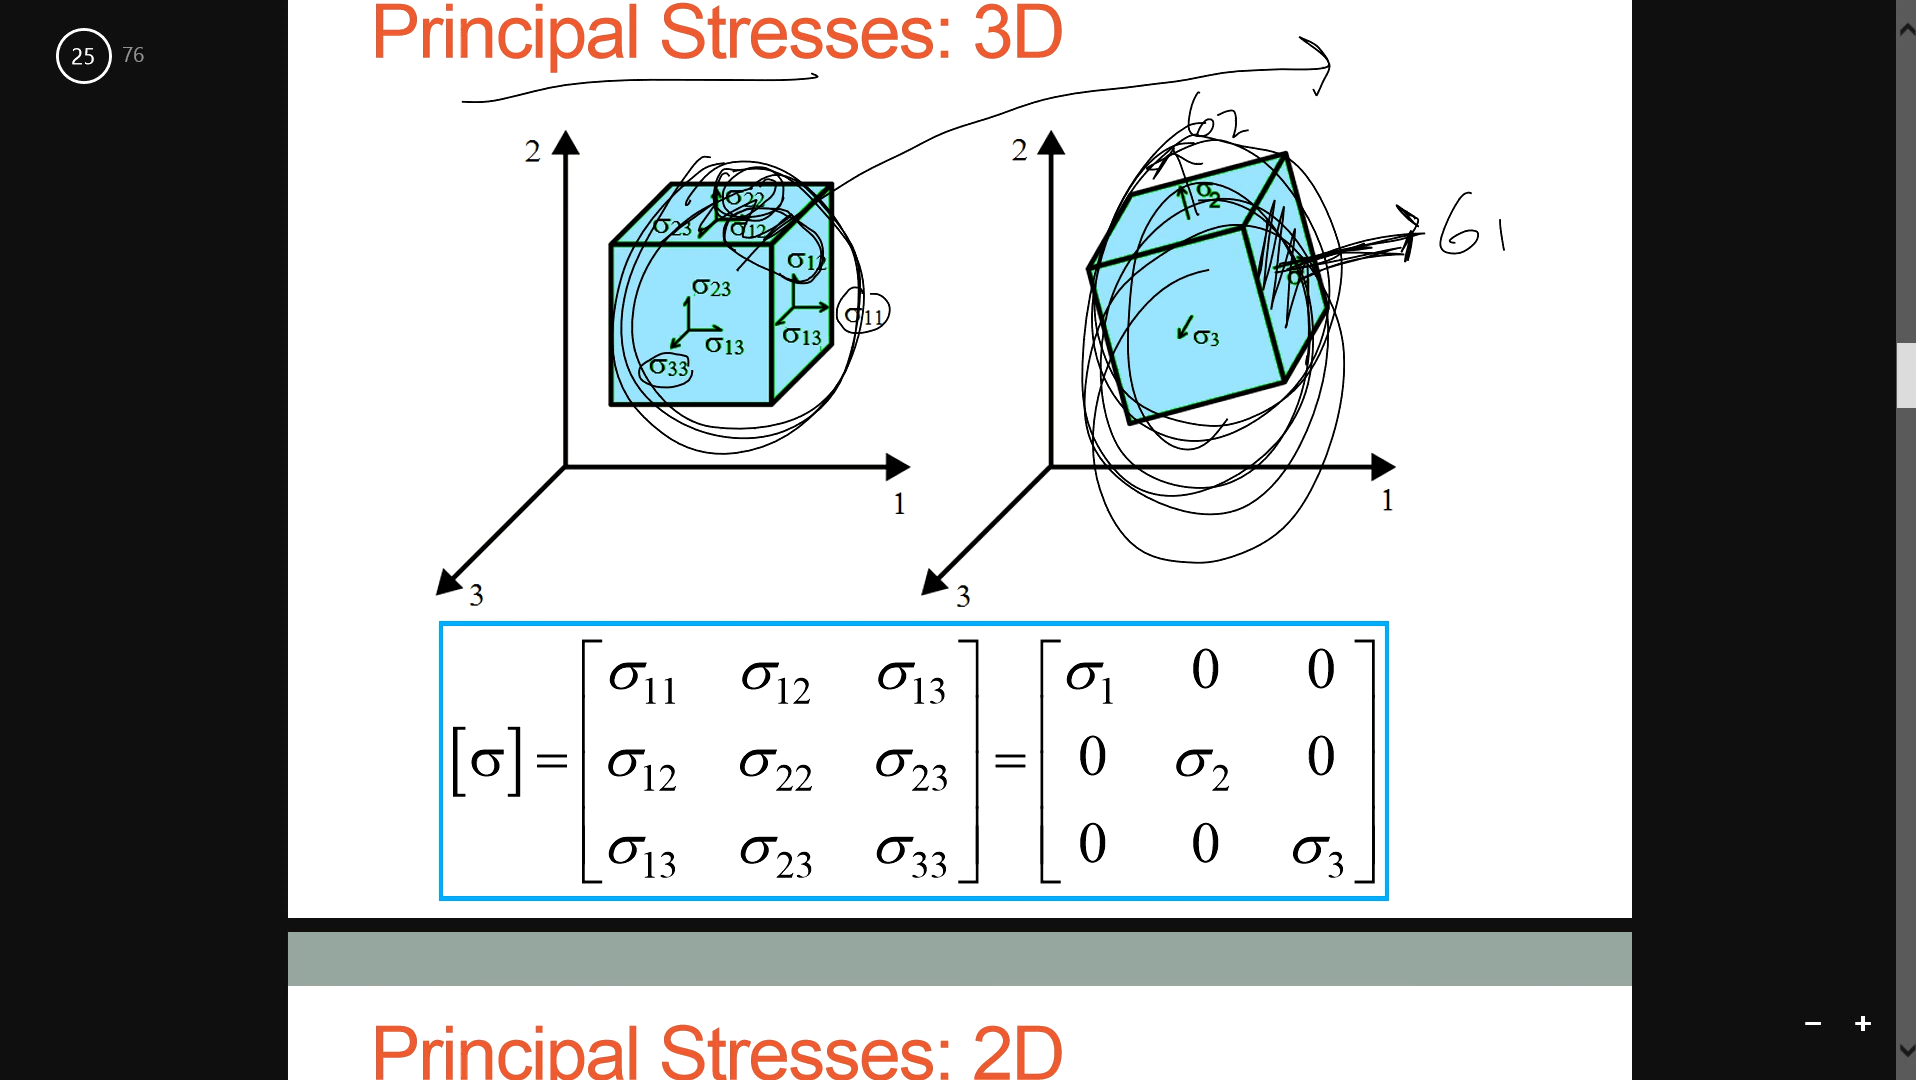 25 76
Principal Stresses: 3D
2
σ22
σ23 σ12
σ12
σ23
σ11
σ13
σ13
σ33
1
3
62
2
σ2
61
σ3
1
3
[σ] = [σ11 σ12 σ13] = [σ1 0 0]
[σ12 σ22 σ23] [0 σ2 0]
[σ13 σ23 σ33] [0 0 σ3]
Principal Stresses: 2D
− +